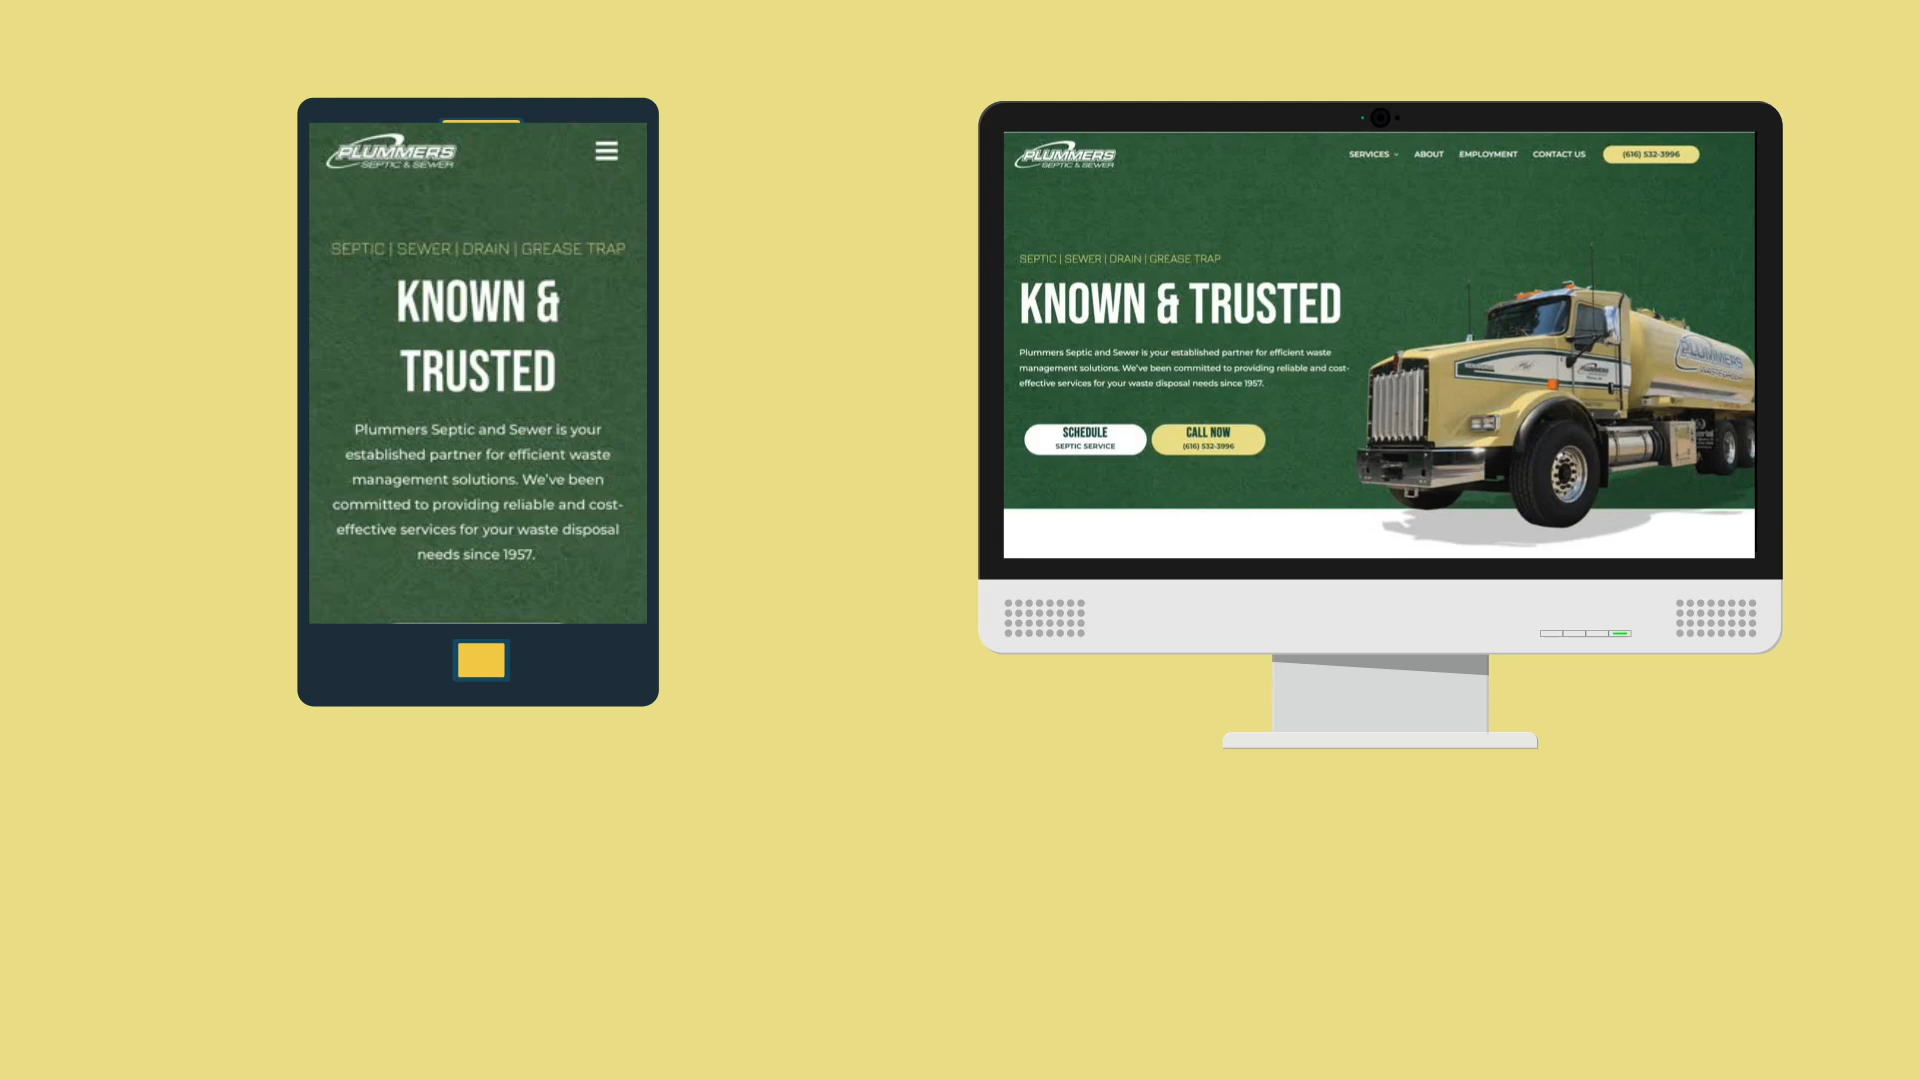 PLUMMERS
SEPTIC & SEWER
SEPTIC | SEWER | DRAIN | GREASE TRAP
KNOWN &
TRUSTED
Plummers Septic and Sewer is your
established partner for efficient waste
management solutions. We've been
committed to providing reliable and cost-
effective services for your waste disposal
needs since 1957.
PLUMMERS
SEPTIC & SEWER
SERVICES ABOUT EMPLOYMENT CONTACT US (616) 532-3996
SEPTIC | SEWER | DRAIN | GREASE TRAP
KNOWN & TRUSTED
Plummers Septic and Sewer is your established partner for efficient waste
management solutions. We've been committed to providing reliable and cost-
effective services for your waste disposal needs since 1957.
SCHEDULE
SEPTIC SERVICE
CALL NOW
(616) 532-3996
PLUMMERS
PLUMMERS